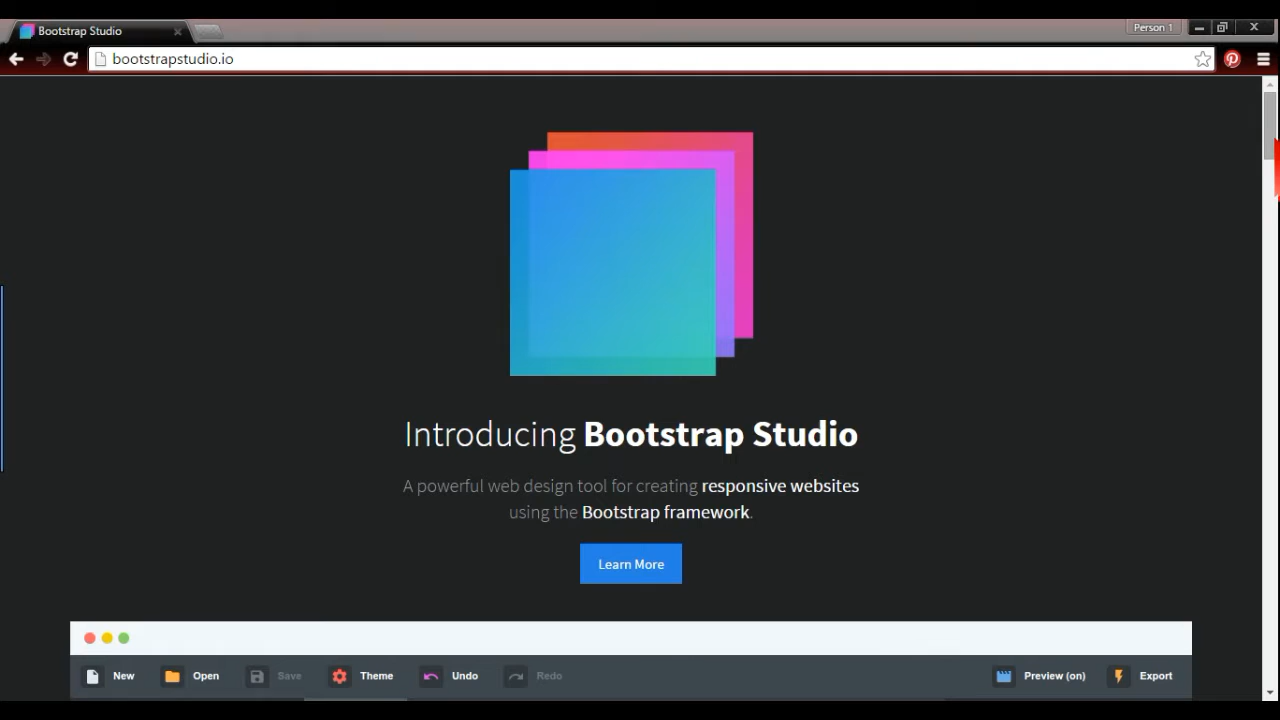 Bootstrap Studio
Person 1
bootstrapstudio.io
Introducing Bootstrap Studio
A powerful web design tool for creating responsive websites
using the Bootstrap framework.
Learn More
New Open Save Theme Undo Redo Preview (on) Export